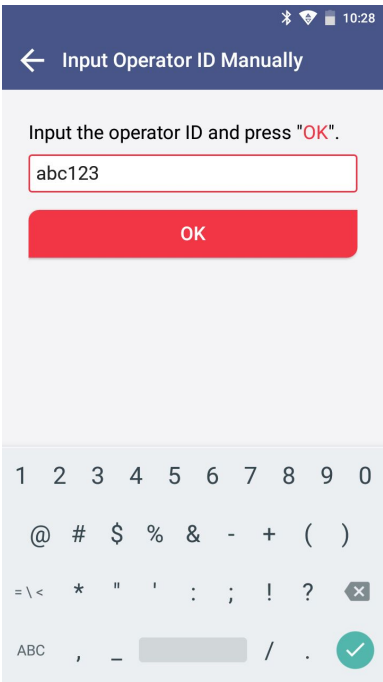 10:28
Input Operator ID Manually
Input the operator ID and press "OK".
abc123
OK
1 2 3 4 5 6 7 8 9 0
@ # $ % & - + ( )
= \ < * " ' : ; ! ?
ABC , _ / .